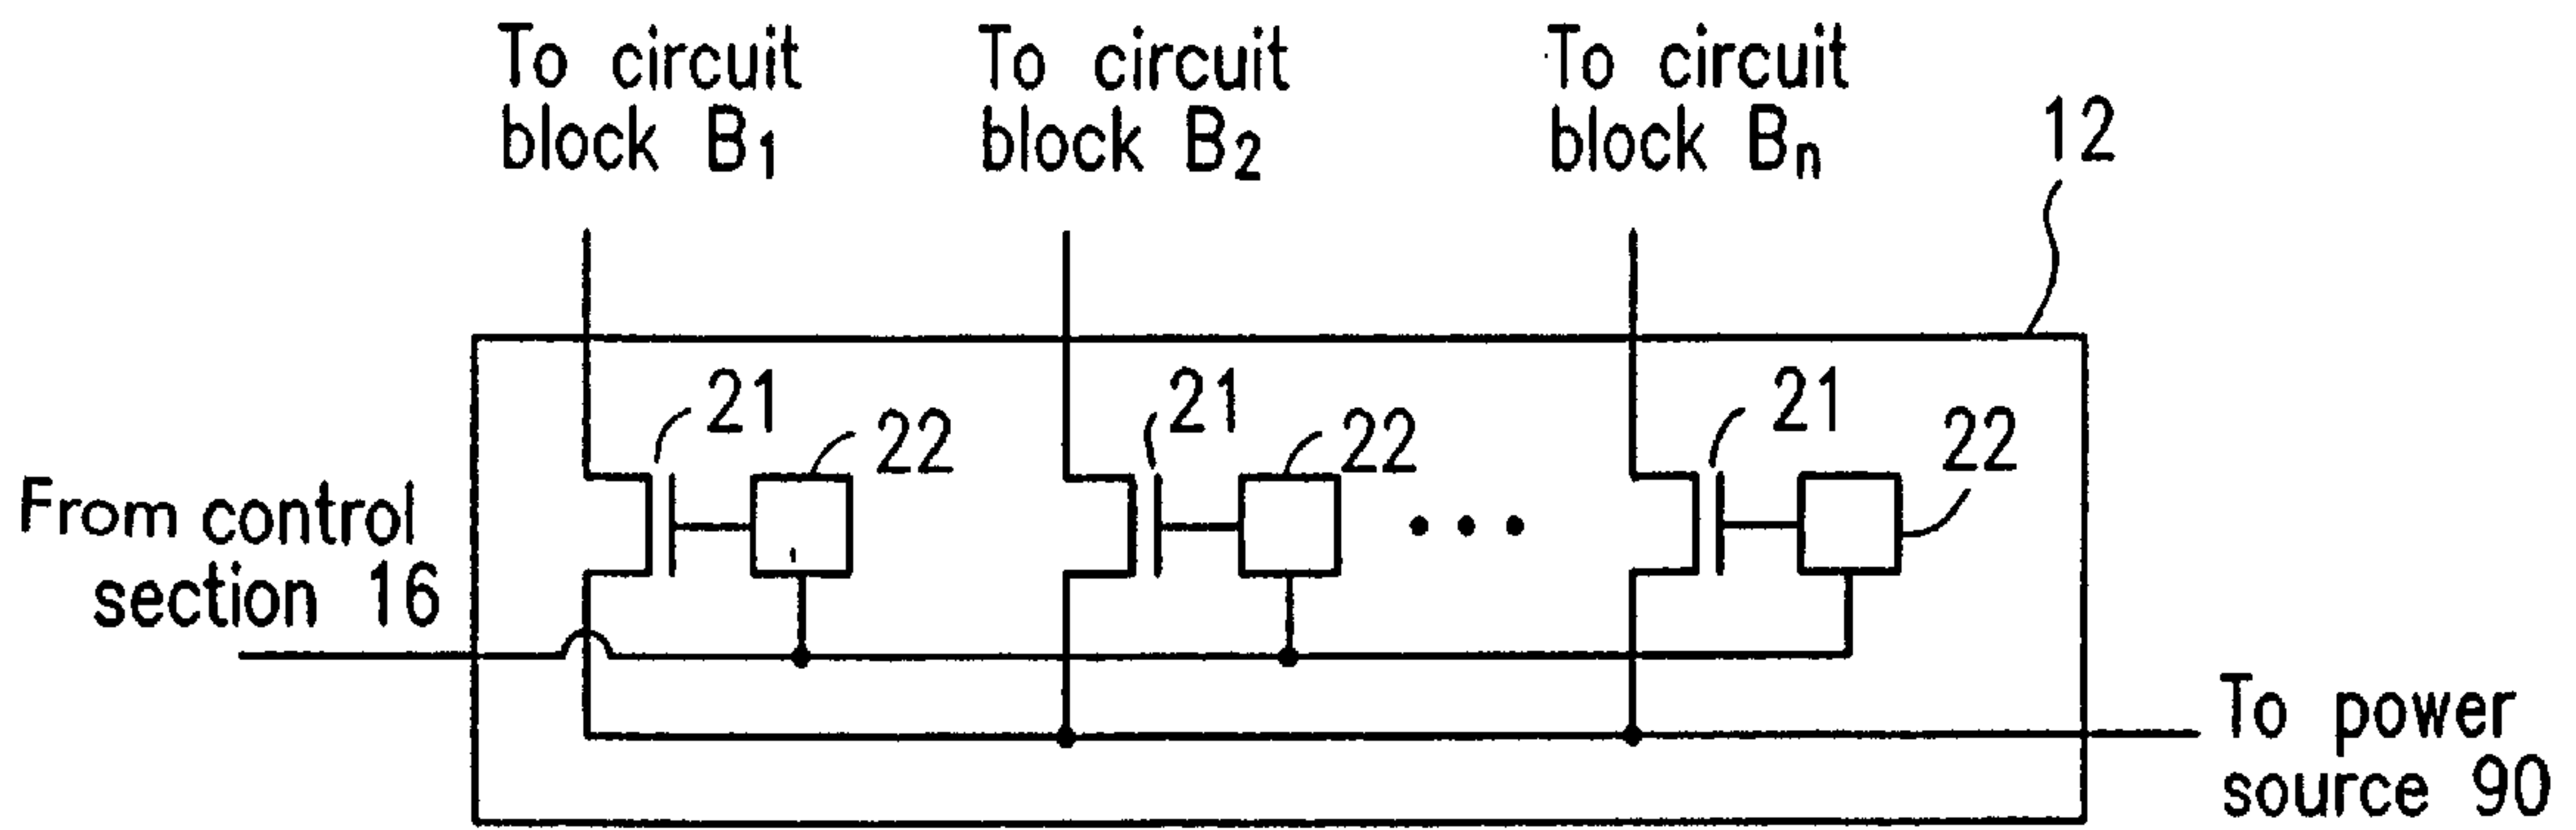 To circuit
block B1
To circuit
block B2
To circuit
block Bn
12
21
22
21
22
21
22
From control
section 16
To power
source 90